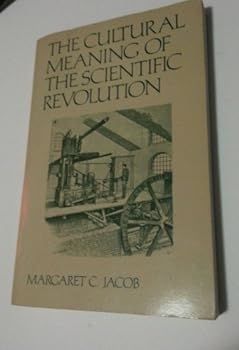 THE CULTURAL
MEANING OF
THE SCIENTIFIC
REVOLUTION
MARGARET C. JACOB